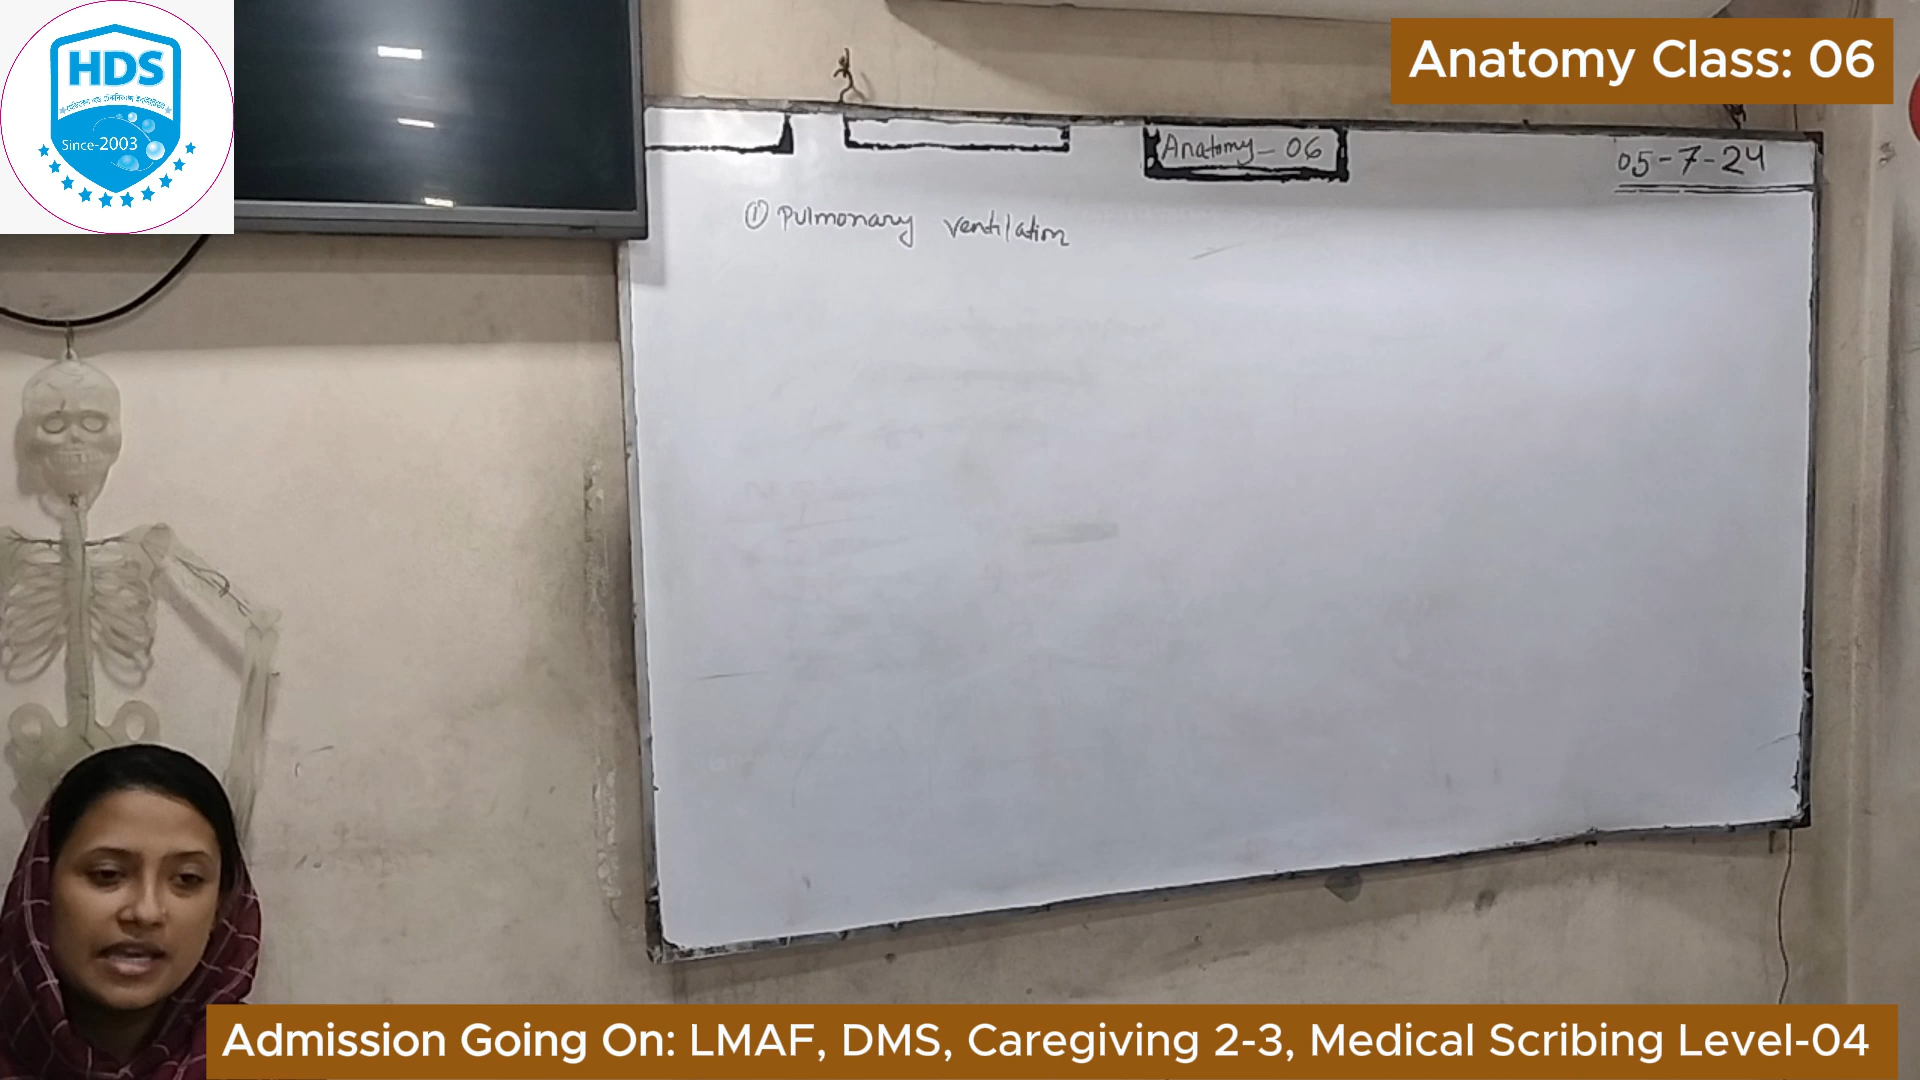 HDS
Since-2003
Anatomy Class: 06
Anatomy - 06
05-7-24
① Pulmonary ventilation
Admission Going On: LMAF, DMS, Caregiving 2-3, Medical Scribing Level-04